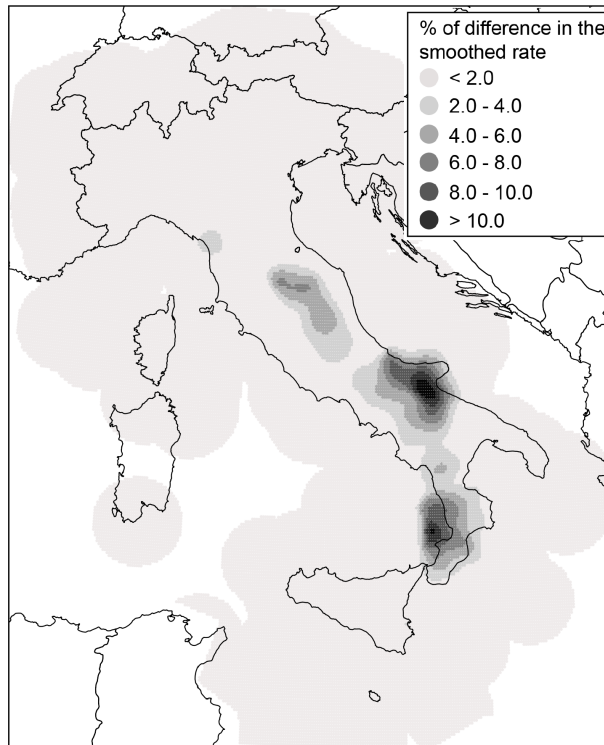 % of difference in the
smoothed rate
< 2.0
2.0 - 4.0
4.0 - 6.0
6.0 - 8.0
8.0 - 10.0
> 10.0